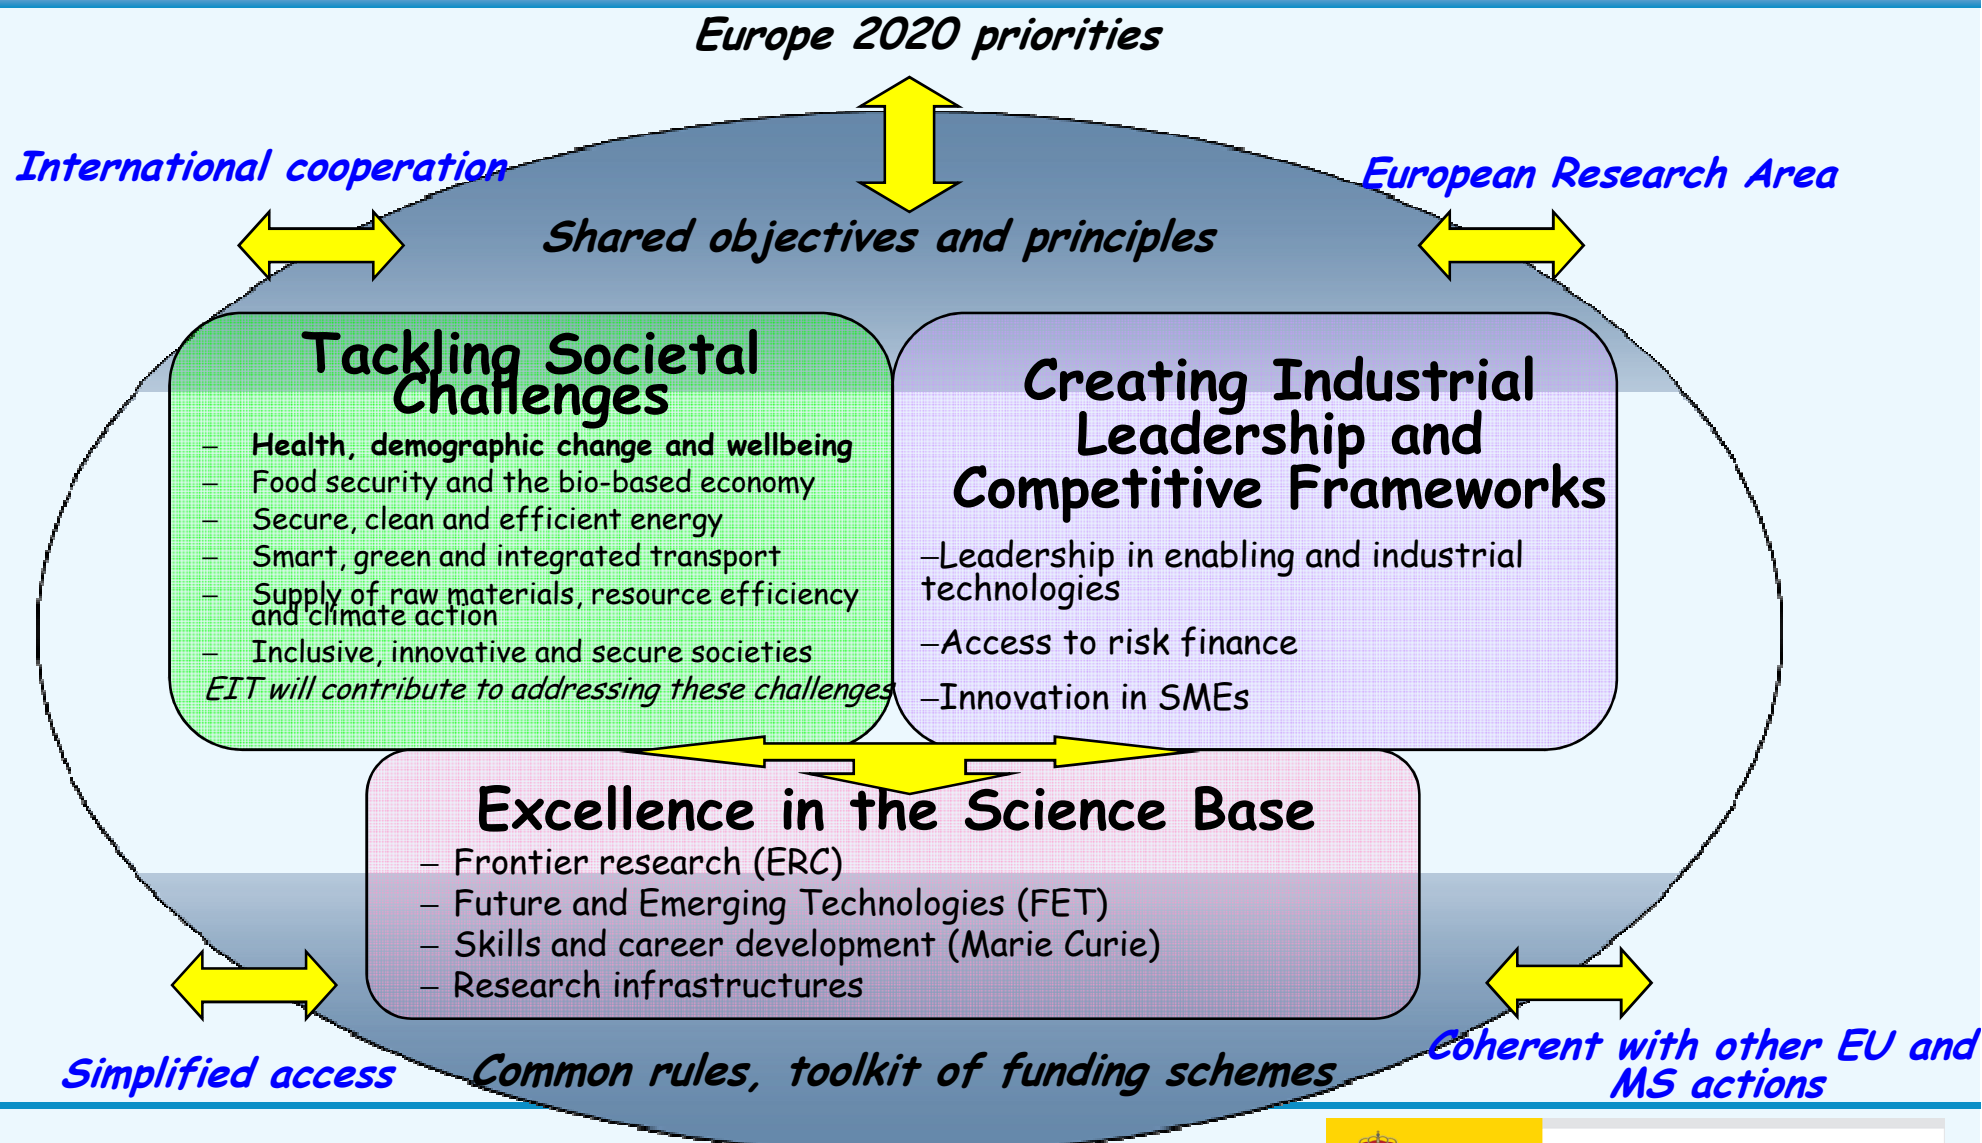 Europe 2020 priorities
International cooperation
European Research Area
Shared objectives and principles
Tackling Societal
Challenges
– Health, demographic change and wellbeing
– Food security and the bio-based economy
– Secure, clean and efficient energy
– Smart, green and integrated transport
– Supply of raw materials, resource efficiency
and climate action
– Inclusive, innovative and secure societies
EIT will contribute to addressing these challenges
Creating Industrial
Leadership and
Competitive Frameworks
–Leadership in enabling and industrial
technologies
–Access to risk finance
–Innovation in SMEs
Excellence in the Science Base
– Frontier research (ERC)
– Future and Emerging Technologies (FET)
– Skills and career development (Marie Curie)
– Research infrastructures
Simplified access
Common rules, toolkit of funding schemes
Coherent with other EU and
MS actions